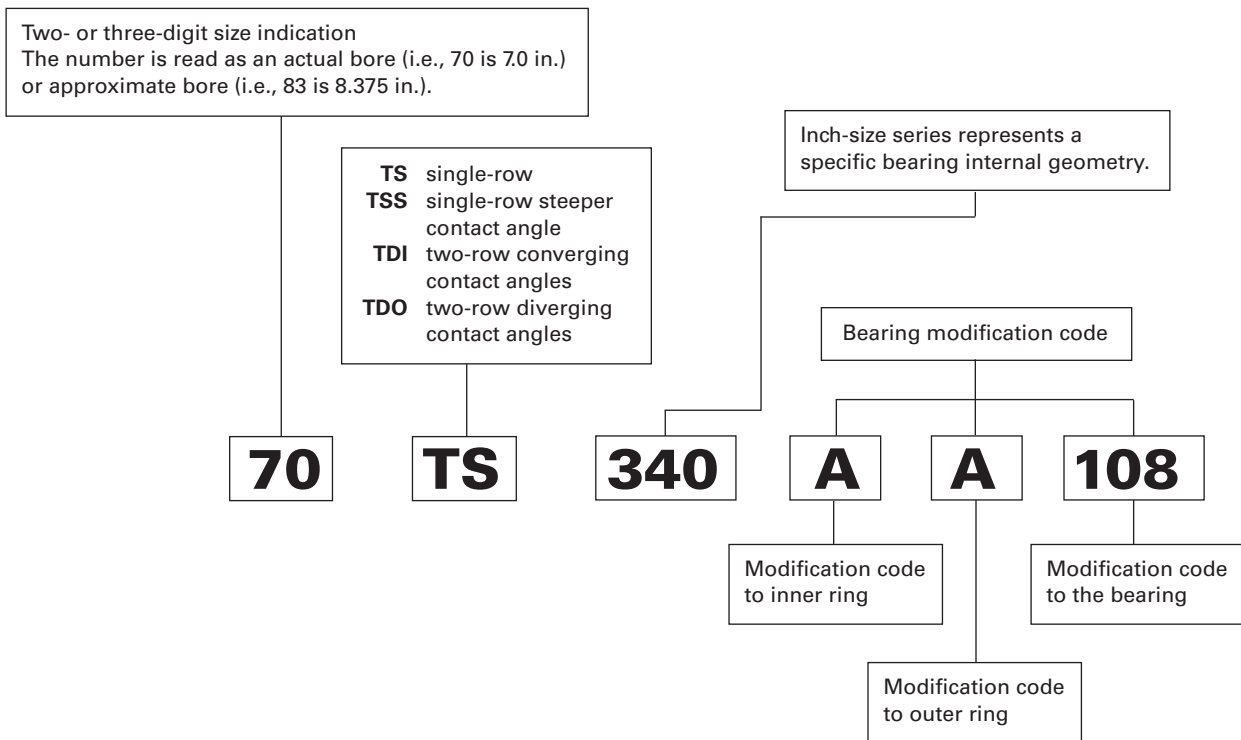 Two- or three-digit size indication
The number is read as an actual bore (i.e., 70 is 7.0 in.)
or approximate bore (i.e., 83 is 8.375 in.).
Inch-size series represents a
specific bearing internal geometry.
TS single-row
TSS single-row steeper
contact angle
TDI two-row converging
contact angles
TDO two-row diverging
contact angles
Bearing modification code
70 TS 340 A A 108
Modification code
to inner ring
Modification code
to the bearing
Modification code
to outer ring